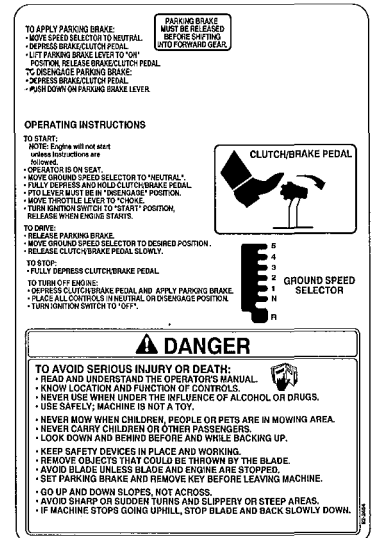 TO APPLY PARKING BRAKE:
• MOVE SPEED SELECTOR TO NEUTRAL.
• DEPRESS BRAKE/CLUTCH PEDAL.
• LIFT PARKING BRAKE LEVER TO "ON"
POSITION, RELEASE BRAKE/CLUTCH PEDAL
TO DISENGAGE PARKING BRAKE:
• DEPRESS BRAKE/CLUTCH PEDAL.
• PUSH DOWN ON PARKING BRAKE LEVER.
PARKING BRAKE
MUST BE RELEASED
BEFORE SHIFTING
INTO FORWARD GEAR.
OPERATING INSTRUCTIONS
TO START:
NOTE: Engine will not start
unless instructions are
followed.
• OPERATOR IS ON SEAT.
• MOVE GROUND SPEED SELECTOR TO "NEUTRAL".
• FULLY DEPRESS AND HOLD CLUTCH/BRAKE PEDAL.
• PTO LEVER MUST BE IN "DISENGAGE" POSITION.
• MOVE THROTTLE LEVER TO "CHOKE.
• TURN IGNITION SWITCH TO "START" POSITION,
RELEASE WHEN ENGINE STARTS.
TO DRIVE:
• RELEASE PARKING BRAKE.
• MOVE GROUND SPEED SELECTOR TO DESIRED POSITION.
• RELEASE CLUTCH/BRAKE PEDAL SLOWLY.
TO STOP:
• FULLY DEPRESS CLUTCH/BRAKE PEDAL
TO TURN OFF ENGINE:
• DEPRESS CLUTCH/BRAKE PEDAL AND APPLY PARKING BRAKE.
• PLACE ALL CONTROLS IN NEUTRAL OR DISENGAGE POSITION.
• TURN IGNITION SWITCH TO "OFF".
CLUTCH/BRAKE PEDAL
5
4
3
2
1
N
R
GROUND SPEED
SELECTOR
DANGER
TO AVOID SERIOUS INJURY OR DEATH:
• READ AND UNDERSTAND THE OPERATOR'S MANUAL.
• KNOW LOCATION AND FUNCTION OF CONTROLS.
• NEVER USE WHEN UNDER THE INFLUENCE OF ALCOHOL OR DRUGS.
• USE SAFELY; MACHINE IS NOT A TOY.
• NEVER MOW WHEN CHILDREN, PEOPLE OR PETS ARE IN MOWING AREA.
• NEVER CARRY CHILDREN OR OTHER PASSENGERS.
• LOOK DOWN AND BEHIND BEFORE AND WHILE BACKING UP.
• KEEP SAFETY DEVICES IN PLACE AND WORKING.
• REMOVE OBJECTS THAT COULD BE THROWN BY THE BLADE.
• AVOID BLADE UNLESS BLADE AND ENGINE ARE STOPPED.
• SET PARKING BRAKE AND REMOVE KEY BEFORE LEAVING MACHINE.
• GO UP AND DOWN SLOPES, NOT ACROSS.
• AVOID SHARP OR SUDDEN TURNS AND SLIPPERY OR STEEP AREAS.
• IF MACHINE STOPS GOING UPHILL, STOP BLADE AND BACK SLOWLY DOWN.